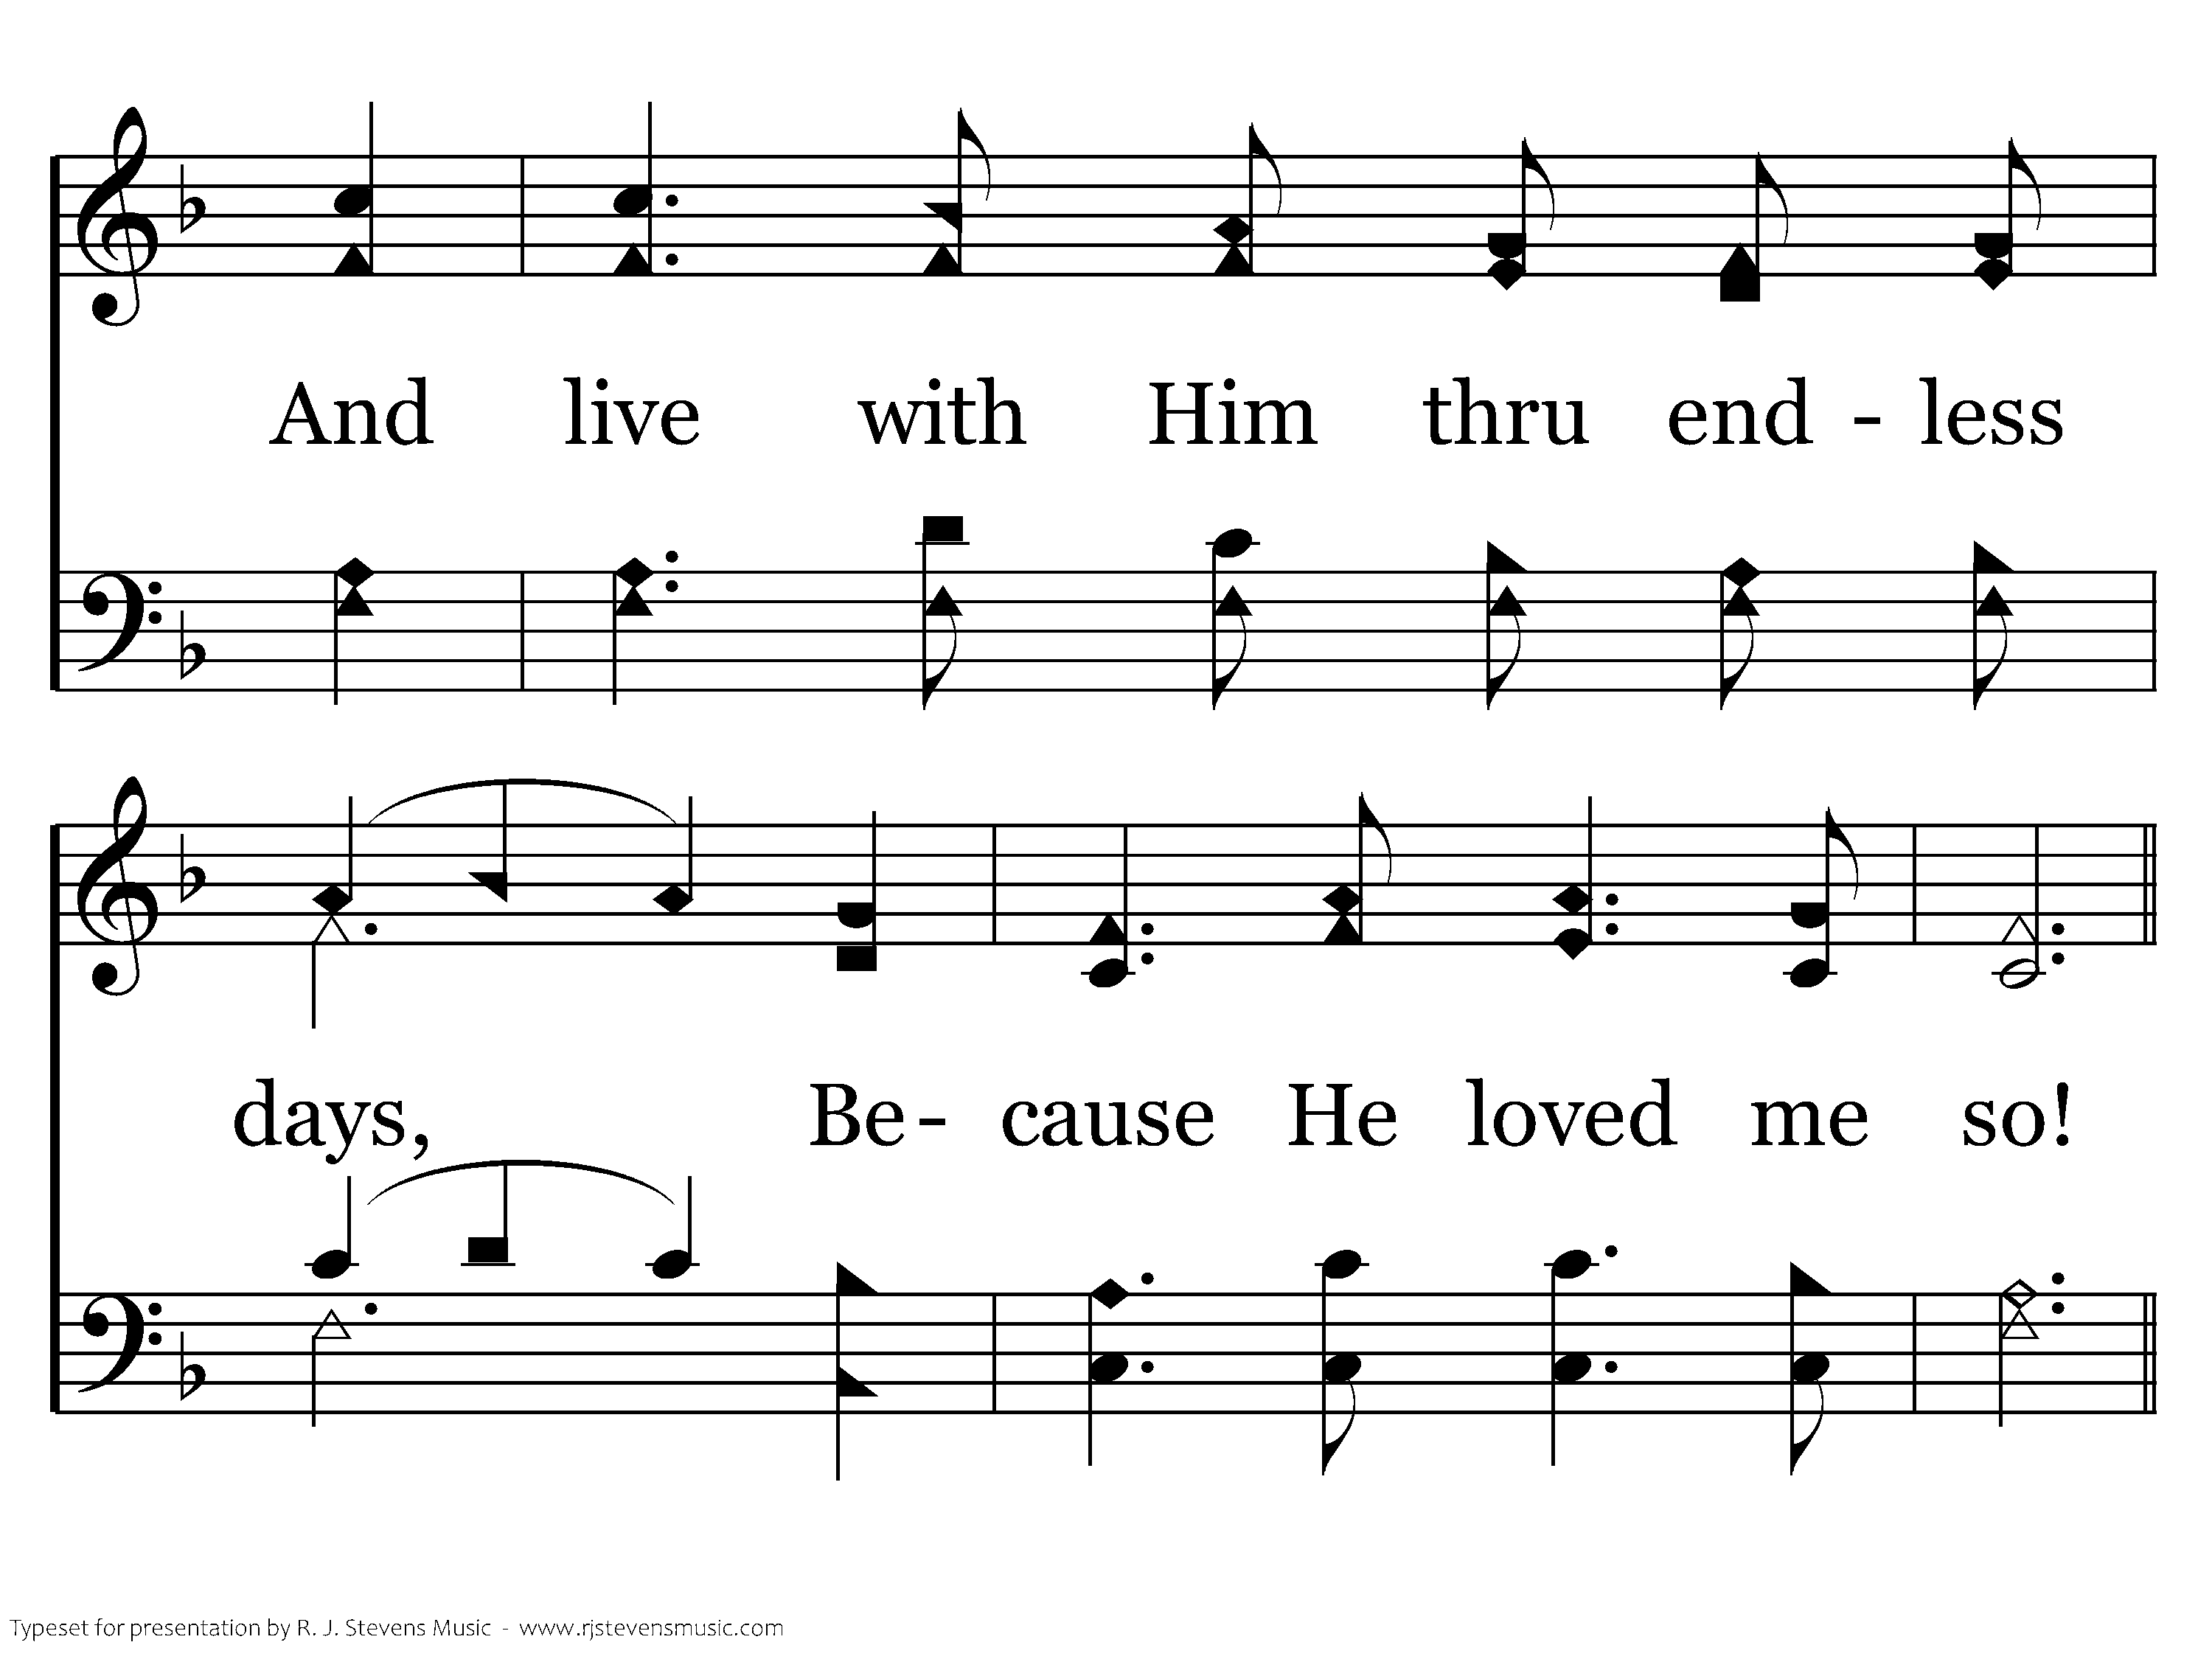 And live with Him thru end - less
days, Be - cause He loved me so!
Typeset for presentation by R. J. Stevens Music - www.rjstevensmusic.com